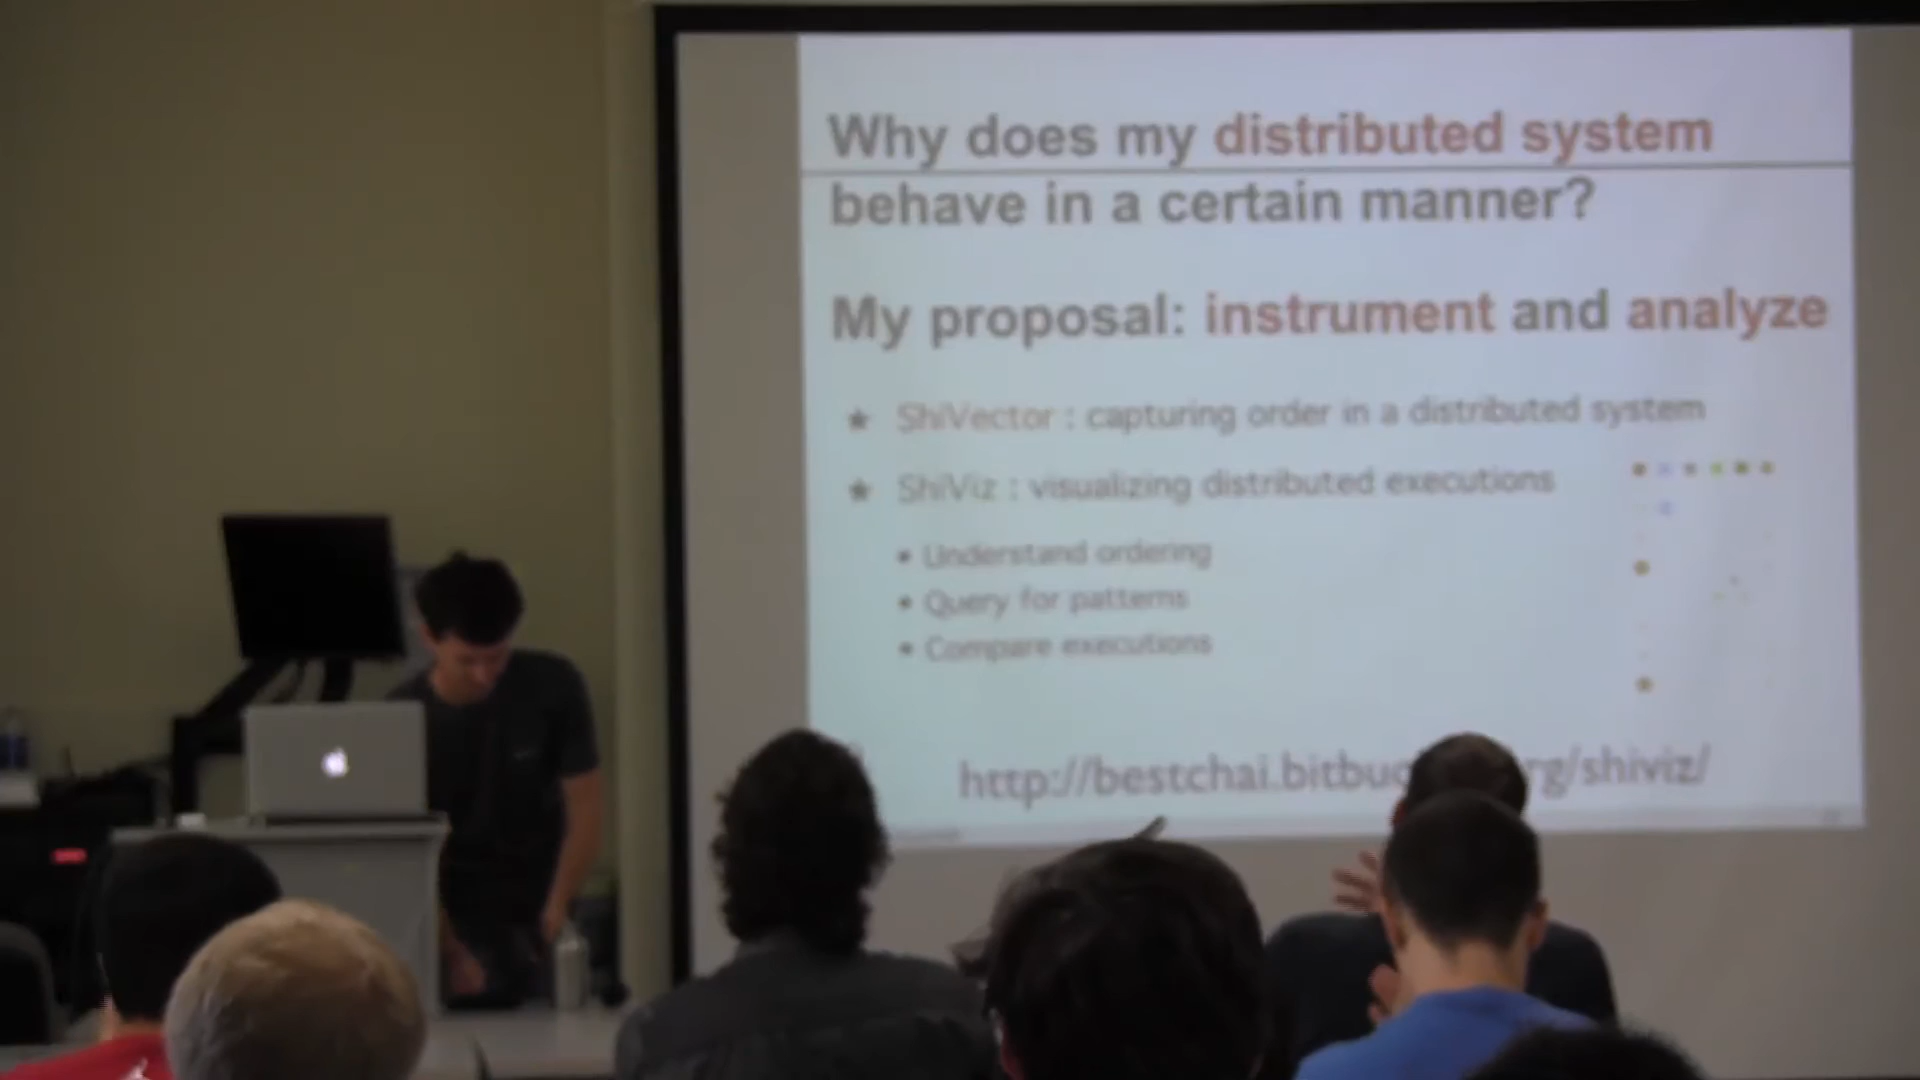 Why does my distributed system
behave in a certain manner?
My proposal: instrument and analyze
★ ShiVector : capturing order in a distributed system
★ ShiViz : visualizing distributed executions
• Understand ordering
• Query for patterns
• Compare executions
http://bestchai.bitbuc rg/shiviz/